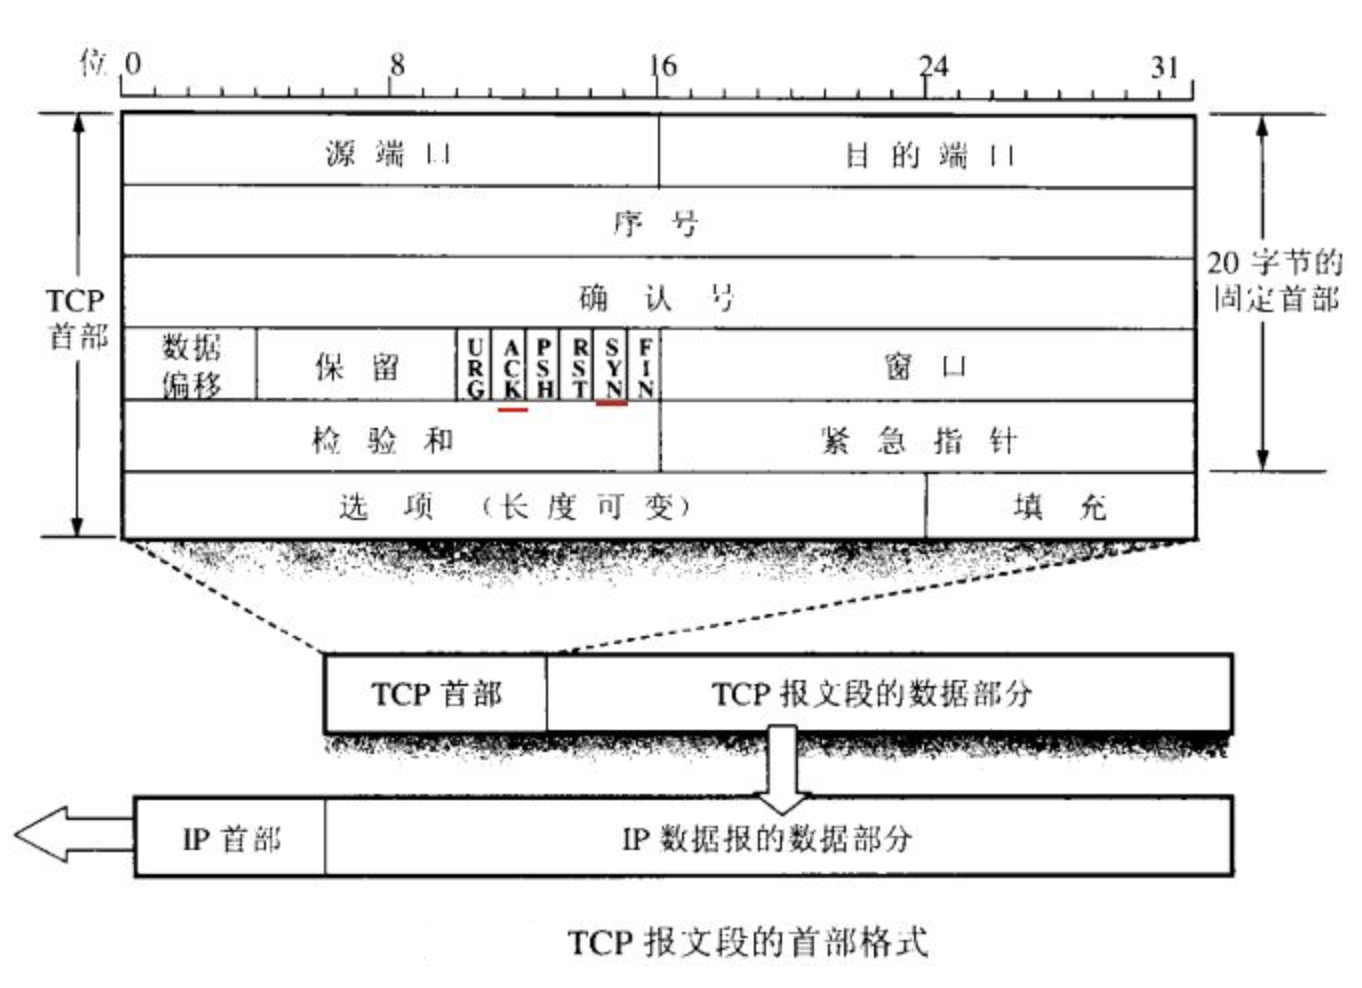 位 0 8 16 24 31
源端口 目的端口
序号
确认号
TCP
首部
20 字节的
固定首部
数据
偏移
保留
URG
ACK
PSH
RST
SYN
FIN
窗口
检验和 紧急指针
选项（长度可变） 填充
TCP 首部 TCP 报文段的数据部分
IP 首部 IP 数据报的数据部分
TCP 报文段的首部格式